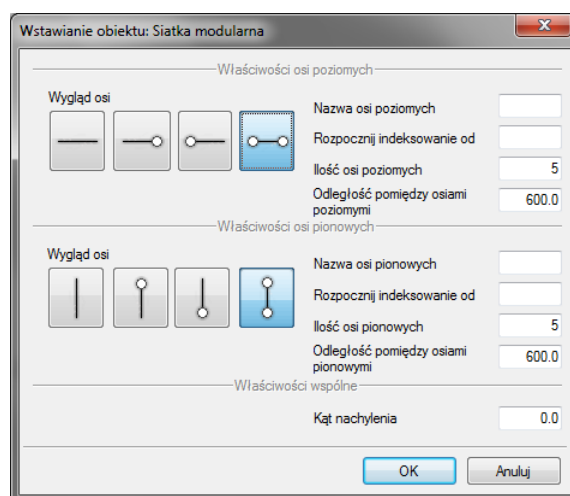 Wstawianie obiektu: Siatka modularna
Właściwości osi poziomych
Wygląd osi
Nazwa osi poziomych
Rozpocznij indeksowanie od
Ilość osi poziomych 5
Odległość pomiędzy osiami
poziomymi 600.0
Właściwości osi pionowych
Wygląd osi
Nazwa osi pionowych
Rozpocznij indeksowanie od
Ilość osi pionowych 5
Odległość pomiędzy osiami
pionowymi 600.0
Właściwości wspólne
Kąt nachylenia 0.0
OK Anuluj